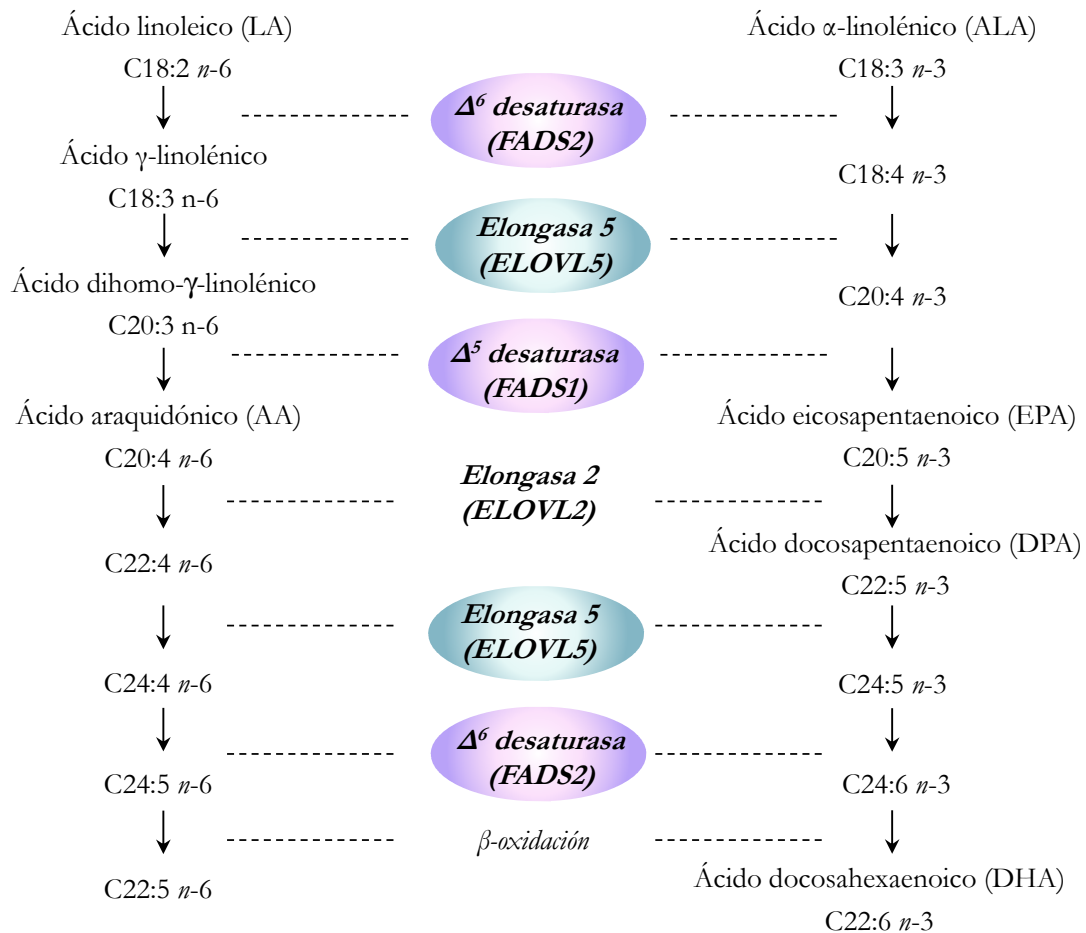 Ácido linoleico (LA)
C18:2 n-6
Ácido γ-linolénico
C18:3 n-6
Ácido dihomo-γ-linolénico
C20:3 n-6
Ácido araquidónico (AA)
C20:4 n-6
C22:4 n-6
C24:4 n-6
C24:5 n-6
C22:5 n-6
Δ⁶ desaturasa
(FADS2)
Elongasa 5
(ELOVL5)
Δ⁵ desaturasa
(FADS1)
Elongasa 2
(ELOVL2)
Elongasa 5
(ELOVL5)
Δ⁶ desaturasa
(FADS2)
β-oxidación
Ácido α-linolénico (ALA)
C18:3 n-3
C18:4 n-3
C20:4 n-3
Ácido eicosapentaenoico (EPA)
C20:5 n-3
Ácido docosapentaenoico (DPA)
C22:5 n-3
C24:5 n-3
C24:6 n-3
Ácido docosahexaenoico (DHA)
C22:6 n-3